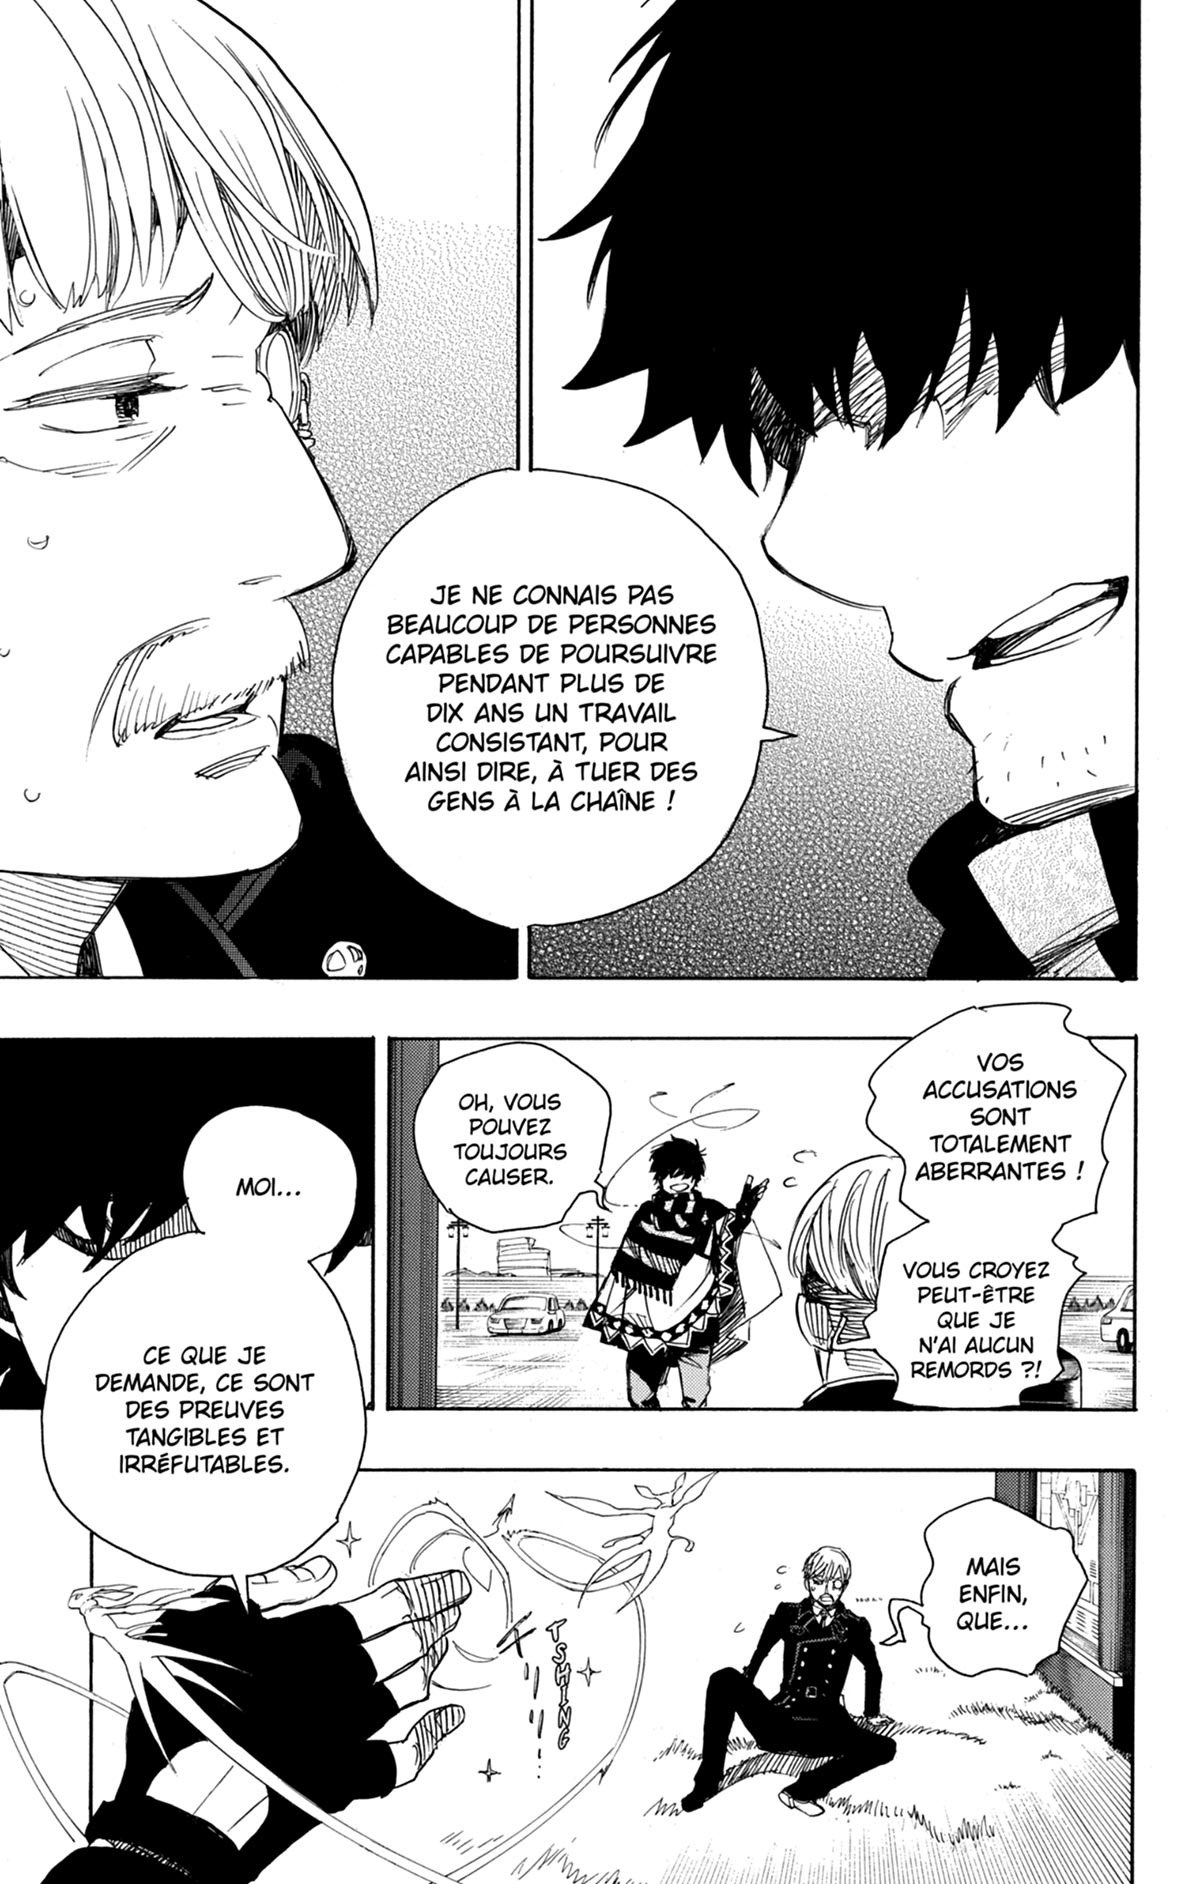 JE NE CONNAIS PAS
BEAUCOUP DE PERSONNES
CAPABLES DE POURSUIVRE
PENDANT PLUS DE
DIX ANS UN TRAVAIL
CONSISTANT, POUR
AINSI DIRE, À TUER DES
GENS À LA CHAÎNE !
VOS
ACCUSATIONS
SONT
TOTALEMENT
ABERRANTES !
VOUS CROYEZ
PEUT-ÊTRE
QUE JE
N'AI AUCUN
REMORDS ?!
OH, VOUS
POUVEZ
TOUJOURS
CAUSER.
MOI...
CE QUE JE
DEMANDE, CE SONT
DES PREUVES
TANGIBLES ET
IRRÉFUTABLES.
MAIS
ENFIN,
QUE...
TSHING